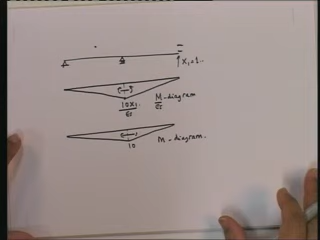 X₁=1..
M/EI - diagram
10X₁/EI
m - diagram.
10